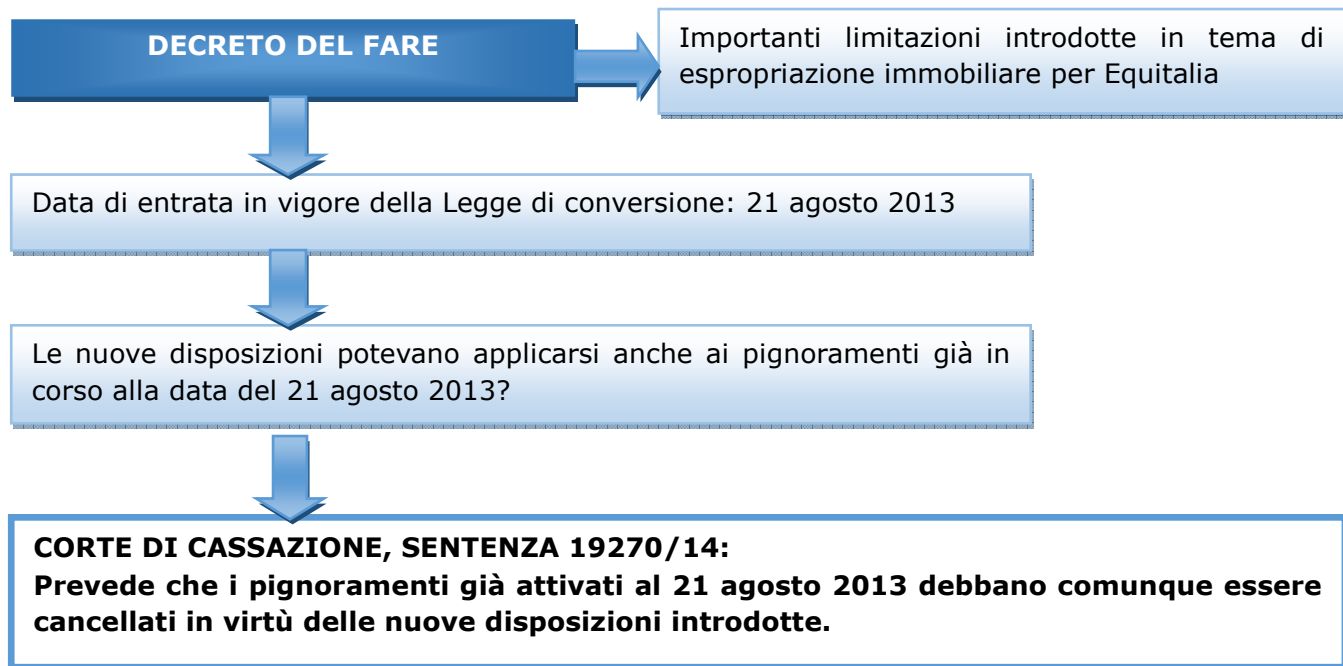 DECRETO DEL FARE
Importanti limitazioni introdotte in tema di
espropriazione immobiliare per Equitalia
Data di entrata in vigore della Legge di conversione: 21 agosto 2013
Le nuove disposizioni potevano applicarsi anche ai pignoramenti già in
corso alla data del 21 agosto 2013?
CORTE DI CASSAZIONE, SENTENZA 19270/14:
Prevede che i pignoramenti già attivati al 21 agosto 2013 debbano comunque essere
cancellati in virtù delle nuove disposizioni introdotte.